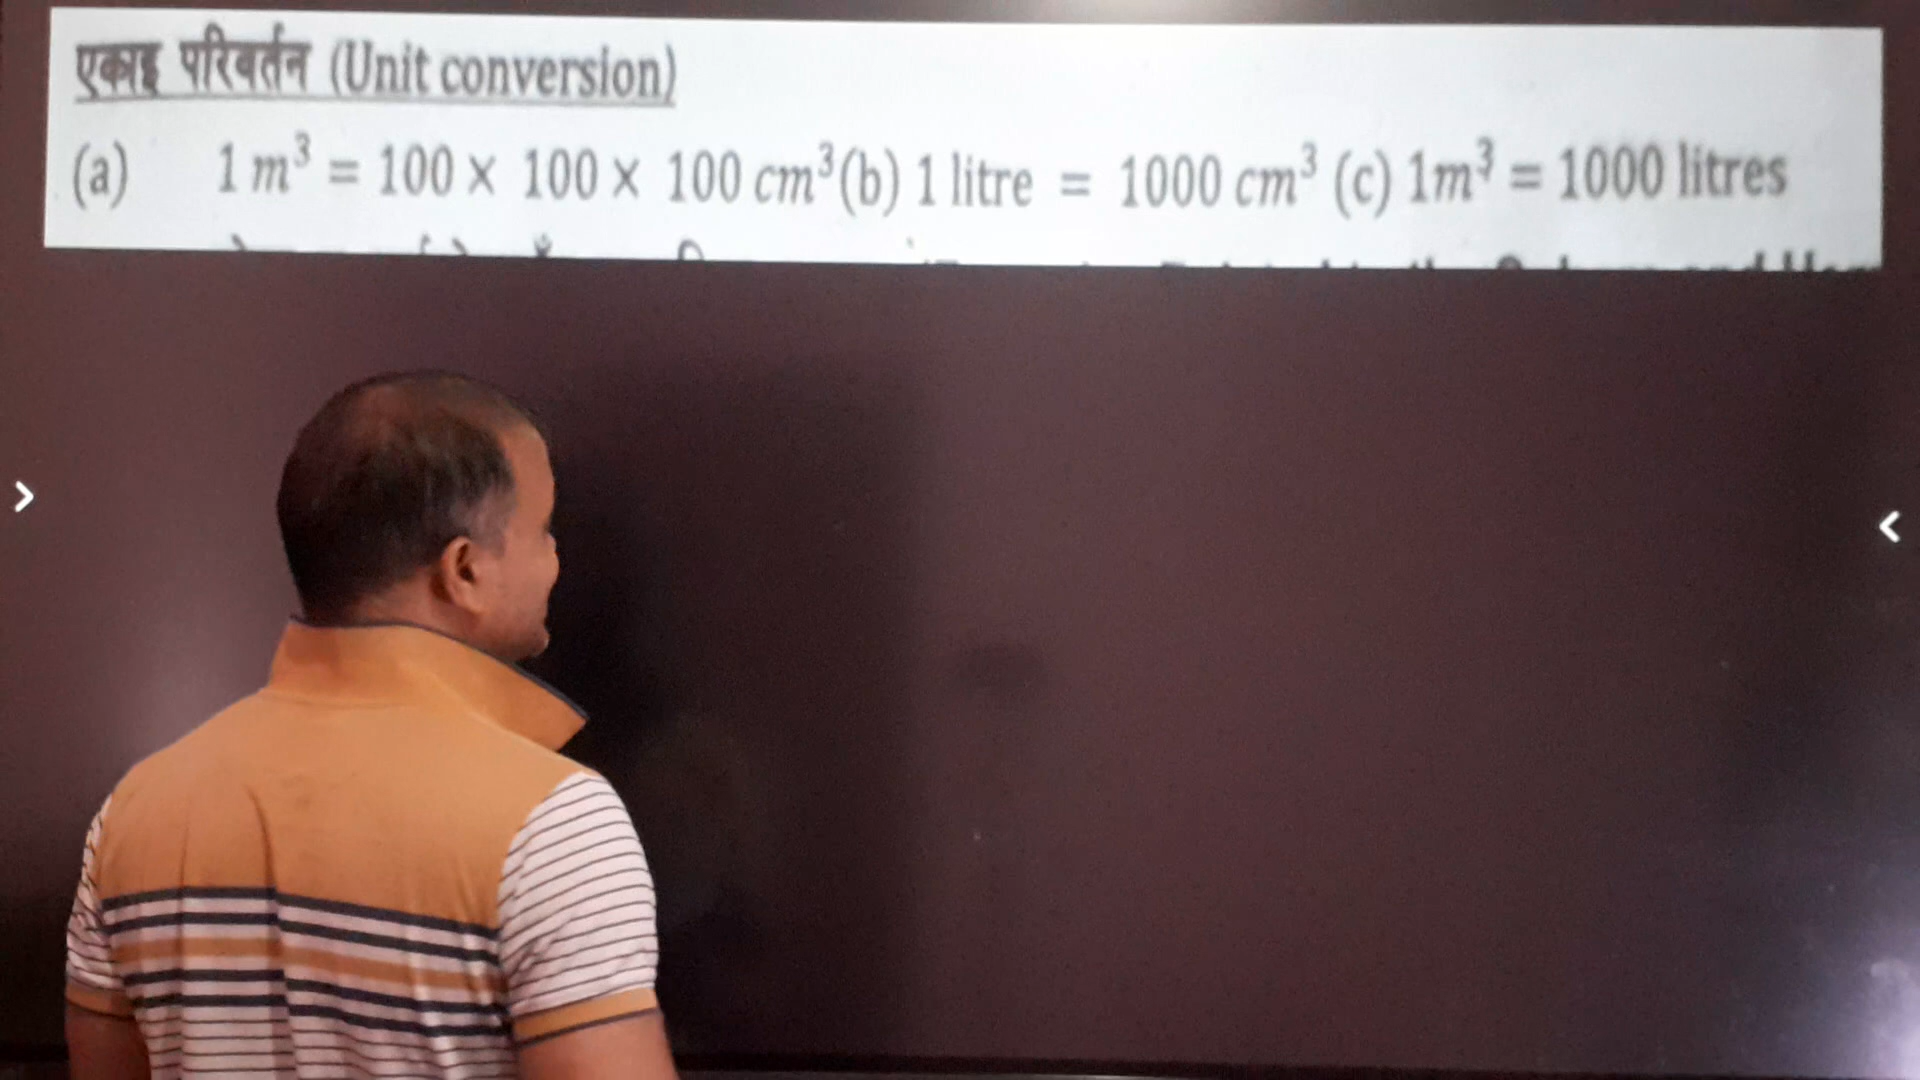 एकाइ परिवर्तन (Unit conversion)
(a) 1 m³ = 100 × 100 × 100 cm³ (b) 1 litre = 1000 cm³ (c) 1m³ = 1000 litres